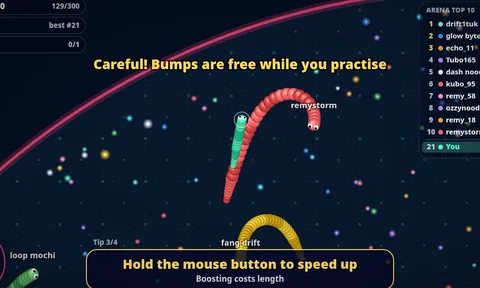 10
129/300
best #21
0/1
ARENA TOP 10
1 drift1tuk
2 glow byte
3 echo_11
4 Tubo165
5 dash nood
6 kubo_95
7 remy_58
8 ozzynood
9 remy_18
10 remystorm
21 You
Careful! Bumps are free while you practise
remystorm
fang drift
loop mochi
Tip 3/4
Hold the mouse button to speed up
Boosting costs length